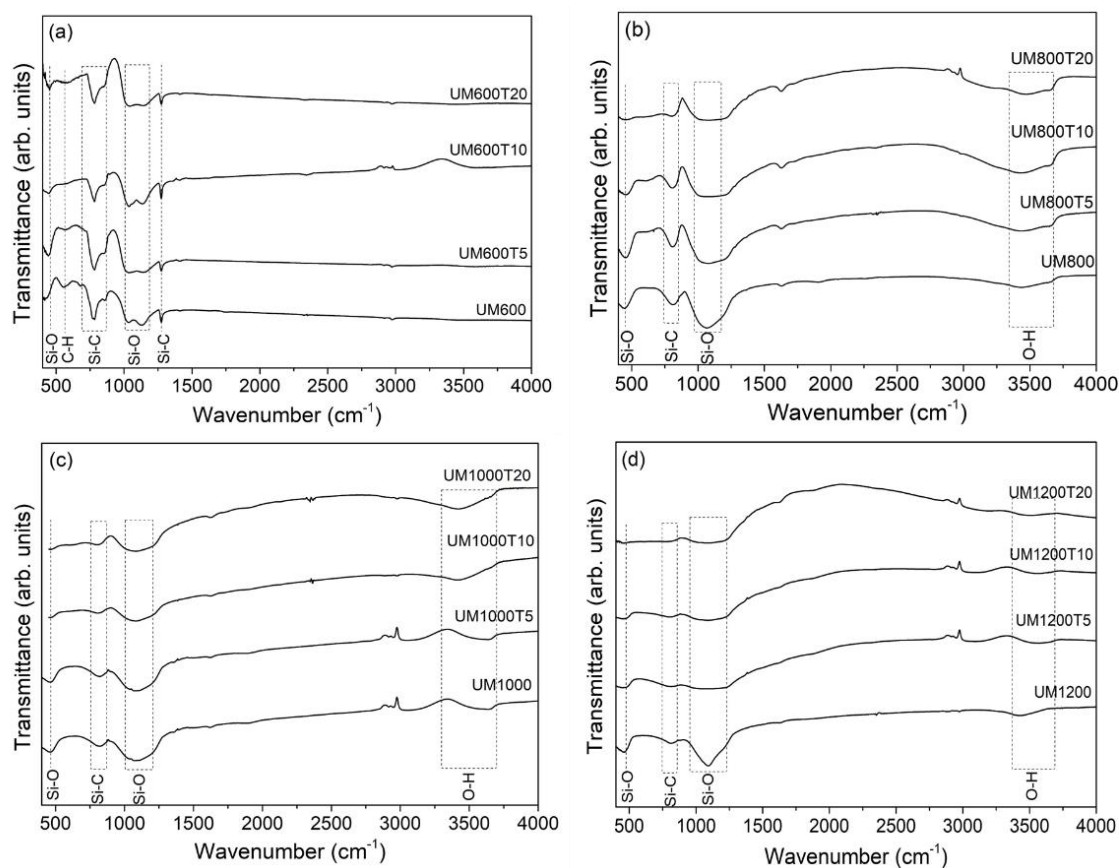 (a)
UM600T20
UM600T10
UM600T5
UM600
Si-O
C-H
Si-C
Si-O
Si-C
Transmittance (arb. units)
500 1000 1500 2000 2500 3000 3500 4000
Wavenumber (cm⁻¹)
(b)
UM800T20
UM800T10
UM800T5
UM800
Si-O
Si-C
Si-O
O-H
Transmittance (arb. units)
500 1000 1500 2000 2500 3000 3500 4000
Wavenumber (cm⁻¹)
(c)
UM1000T20
UM1000T10
UM1000T5
UM1000
Si-O
Si-C
Si-O
O-H
Transmittance (arb. units)
500 1000 1500 2000 2500 3000 3500 4000
Wavenumber (cm⁻¹)
(d)
UM1200T20
UM1200T10
UM1200T5
UM1200
Si-O
Si-C
Si-O
O-H
Transmittance (arb. units)
500 1000 1500 2000 2500 3000 3500 4000
Wavenumber (cm⁻¹)